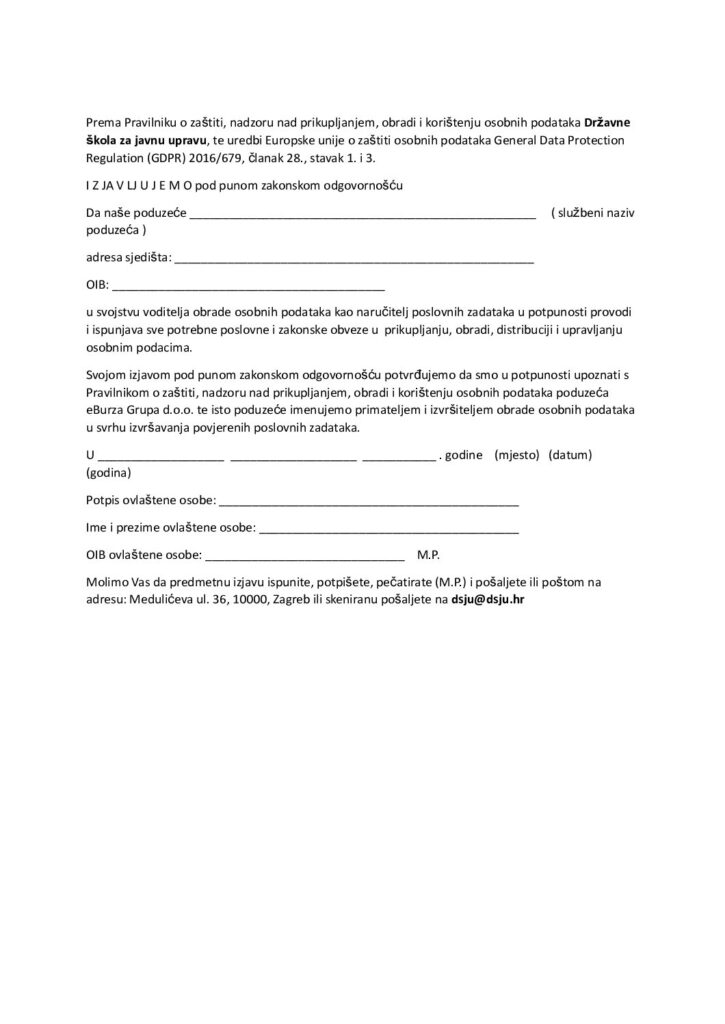 Prema Pravilniku o zaštiti, nadzoru nad prikupljanjem, obradi i korištenju osobnih podataka Državne
škola za javnu upravu, te uredbi Europske unije o zaštiti osobnih podataka General Data Protection
Regulation (GDPR) 2016/679, članak 28., stavak 1. i 3.
I Z JA V LJ U J E M O pod punom zakonskom odgovornošću
Da naše poduzeće ____________________________________________________ ( službeni naziv
poduzeća )
adresa sjedišta: ______________________________________________________
OIB: _________________________________________
u svojstvu voditelja obrade osobnih podataka kao naručitelj poslovnih zadataka u potpunosti provodi
i ispunjava sve potrebne poslovne i zakonske obveze u  prikupljanju, obradi, distribuciji i upravljanju
osobnim podacima.
Svojom izjavom pod punom zakonskom odgovornošću potvrđujemo da smo u potpunosti upoznati s
Pravilnikom o zaštiti, nadzoru nad prikupljanjem, obradi i korištenju osobnih podataka poduzeća
eBurza Grupa d.o.o. te isto poduzeće imenujemo primateljem i izvršiteljem obrade osobnih podataka
u svrhu izvršavanja povjerenih poslovnih zadataka.
U ___________________ ___________________ ___________ . godine (mjesto) (datum)
(godina)
Potpis ovlaštene osobe: _____________________________________________
Ime i prezime ovlaštene osobe: _______________________________________
OIB ovlaštene osobe: ______________________________ M.P.
Molimo Vas da predmetnu izjavu ispunite, potpišete, pečatirate (M.P.) i pošaljete ili poštom na
adresu: Medulićeva ul. 36, 10000, Zagreb ili skeniranu pošaljete na dsju@dsju.hr